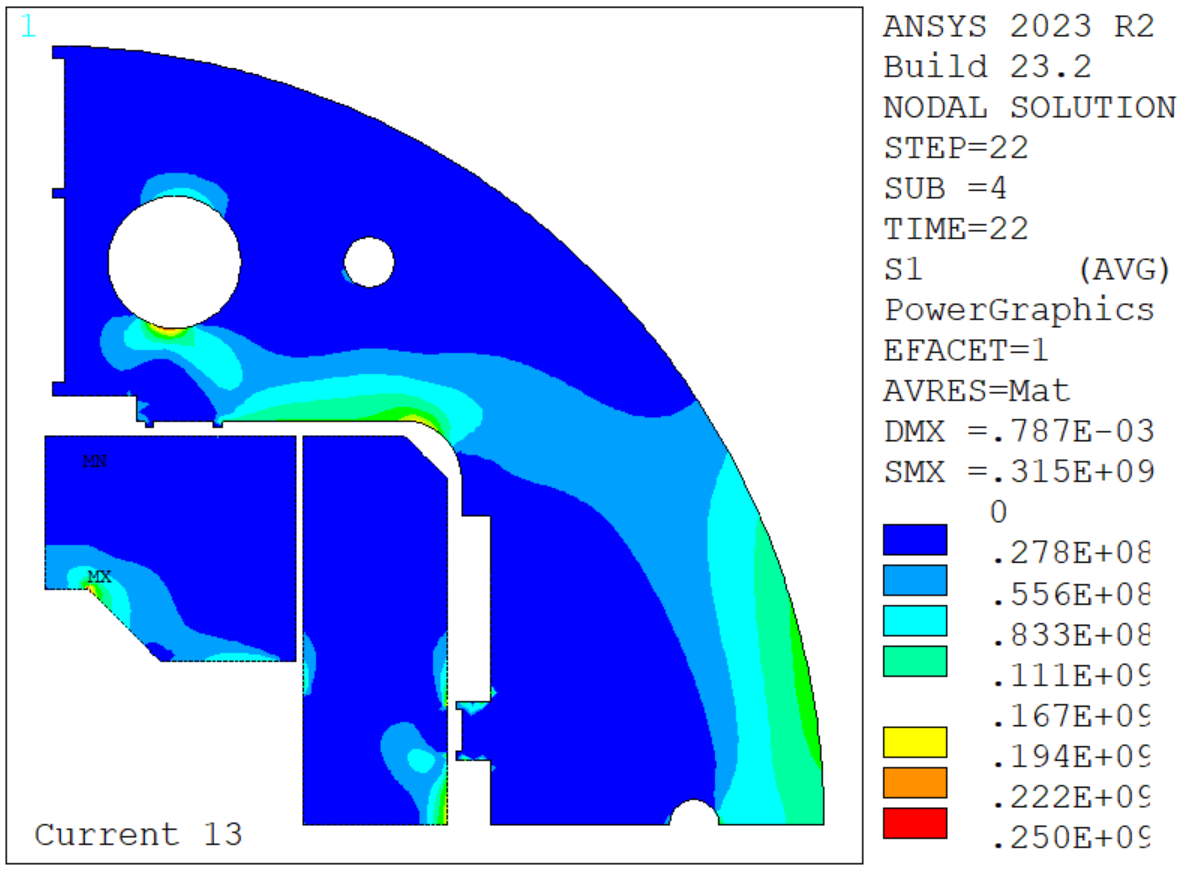 1
ANSYS 2023 R2
Build 23.2
NODAL SOLUTION
STEP=22
SUB =4
TIME=22
S1 (AVG)
PowerGraphics
EFACET=1
AVRES=Mat
DMX =.787E-03
SMX =.315E+09
0
.278E+08
.556E+08
.833E+08
.111E+09
.167E+09
.194E+09
.222E+09
.250E+09
MN
MX
Current 13